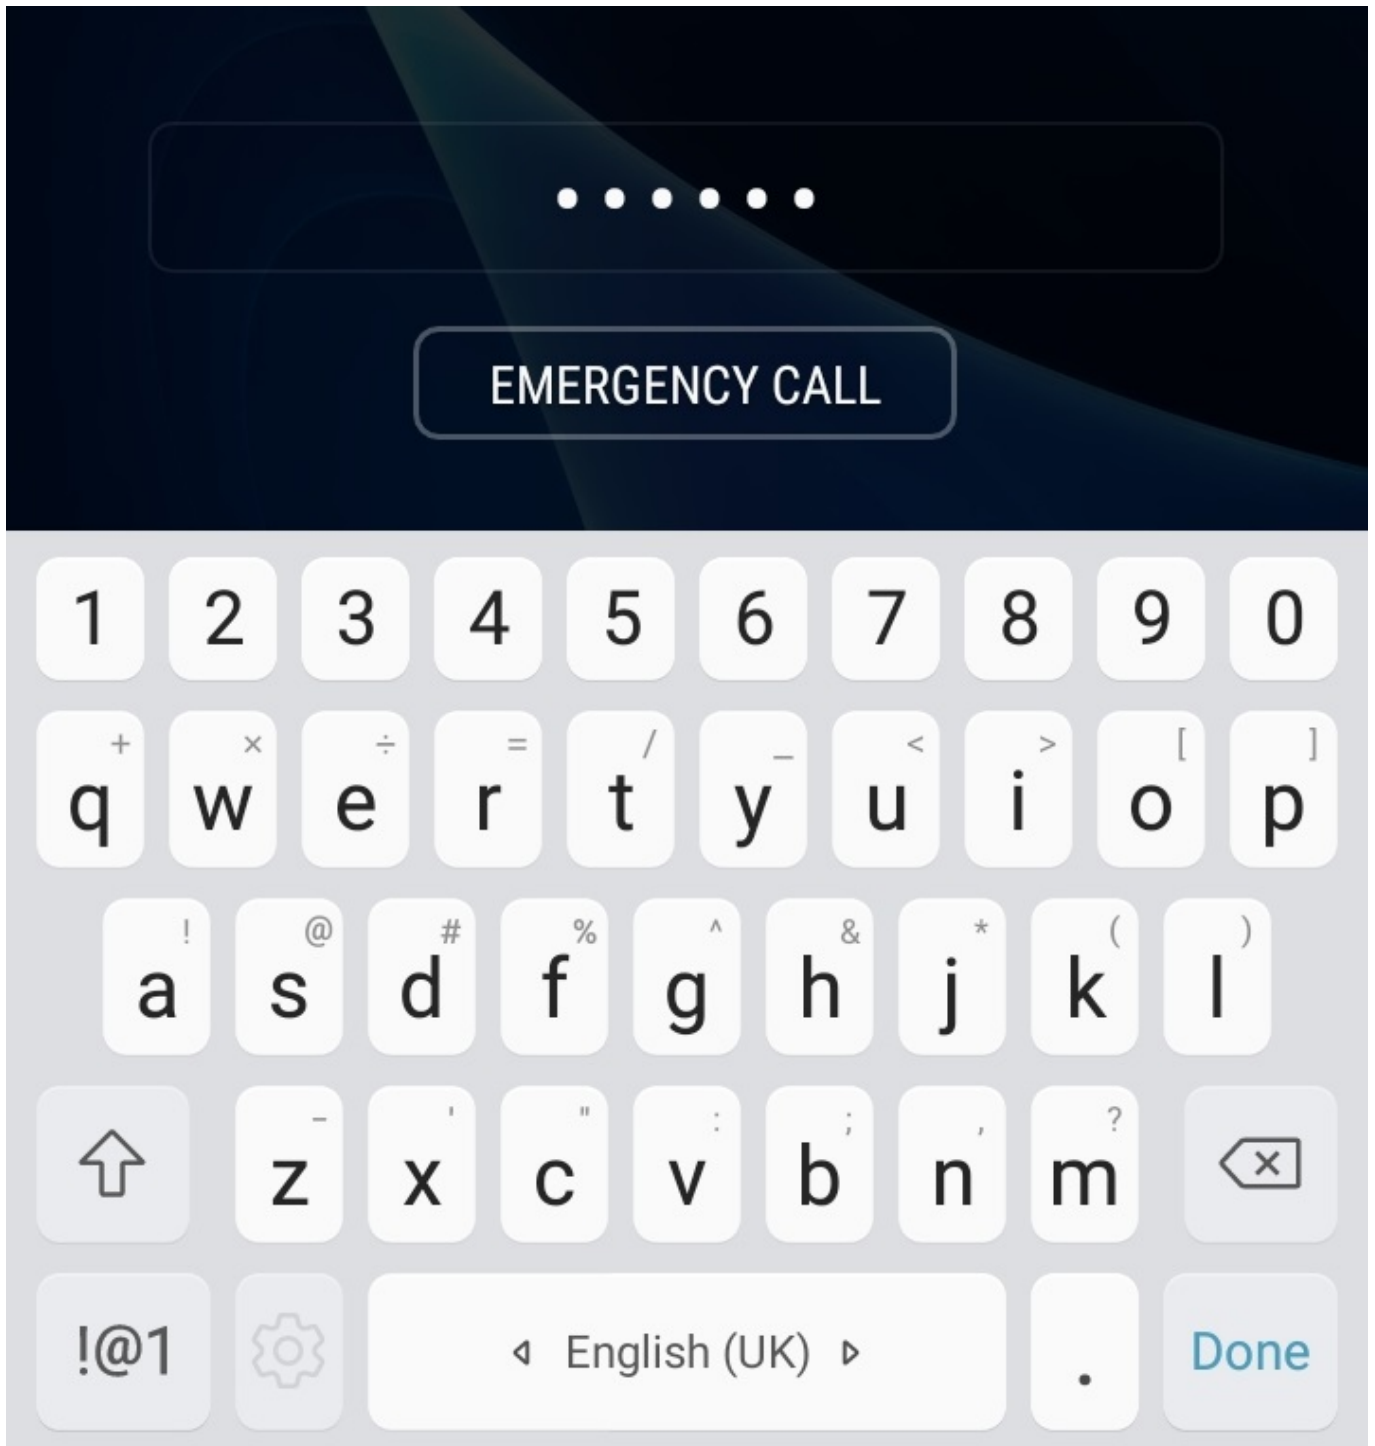 ••••••
EMERGENCY CALL
1 2 3 4 5 6 7 8 9 0
+ × ÷ = / _ < > [ ]
q w e r t y u i o p
! @ # % ^ & * ( )
a s d f g h j k l
- ' " : ; , ?
z x c v b n m
!@1 English (UK) . Done